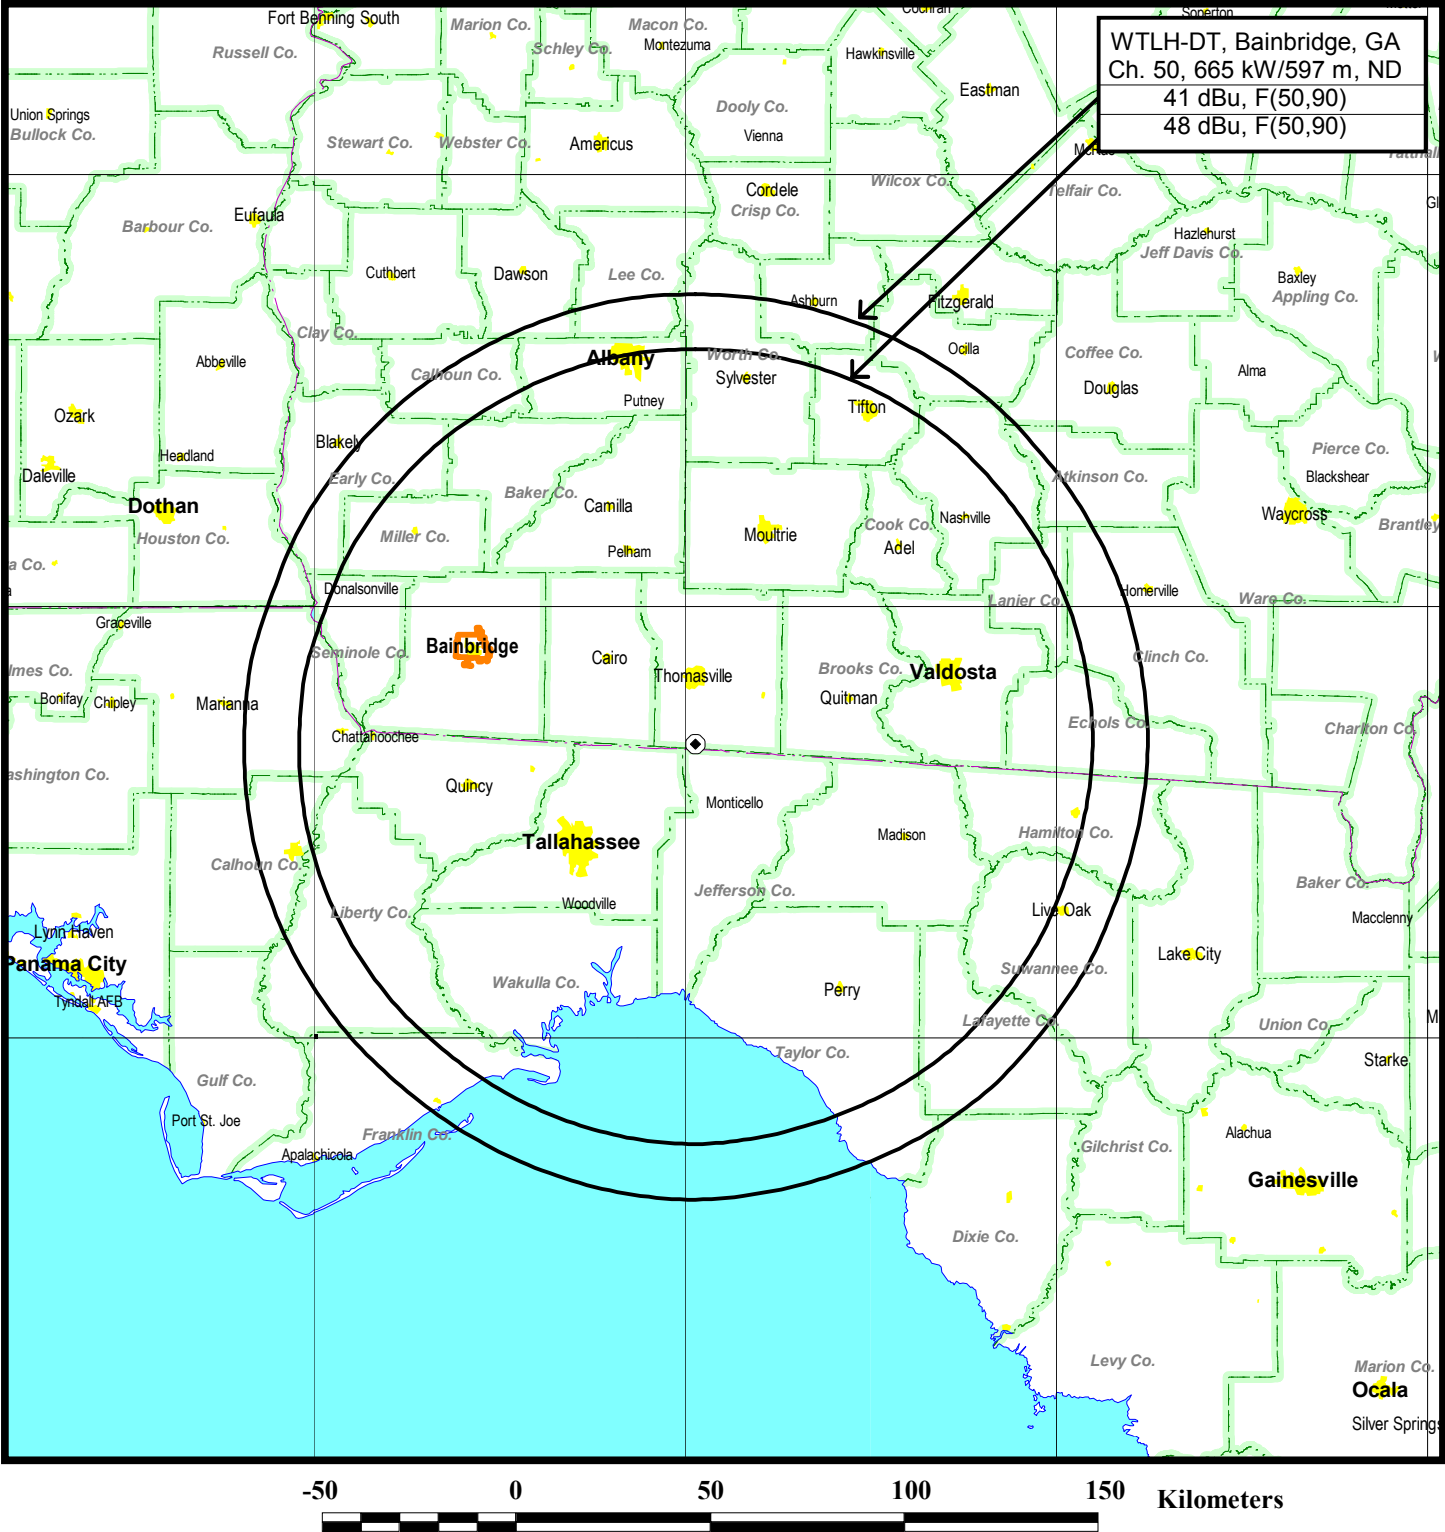 Fort Benning South
Marion Co.
Macon Co.
Cochran
Soperton
Russell Co.
Schley Co.
Montezuma
Hawkinsville
WTLH-DT, Bainbridge, GA
Ch. 50, 665 kW/597 m, ND
41 dBu, F(50,90)
48 dBu, F(50,90)
Eastman
Union Springs
Bullock Co.
Dooly Co.
Vienna
Stewart Co.
Webster Co.
Americus
McRae
Wilcox Co.
Telfair Co.
Cordele
Crisp Co.
Eufaula
Barbour Co.
Hazlehurst
Jeff Davis Co.
Cuthbert
Dawson
Lee Co.
Baxley
Appling Co.
Ashburn
Fitzgerald
Clay Co.
Abbeville
Albany
Worth Co.
Ocilla
Coffee Co.
Calhoun Co.
Sylvester
Alma
Douglas
Putney
Tifton
Ozark
Blakely
Headland
Pierce Co.
Daleville
Early Co.
Baker Co.
Atkinson Co.
Blackshear
Dothan
Camilla
Nashville
Waycross
Houston Co.
Miller Co.
Moultrie
Cook Co.
Adel
Brantley
Pelham
a Co.
Donalsonville
Homerville
Lanier Co.
Ware Co.
Graceville
Bainbridge
Seminole Co.
Cairo
Clinch Co.
lmes Co.
Thomasville
Brooks Co.
Valdosta
Bonifay
Chipley
Marianna
Quitman
Chattahoochee
Echols Co.
Charlton Co.
ashington Co.
Quincy
Monticello
Tallahassee
Madison
Hamilton Co.
Calhoun Co.
Jefferson Co.
Baker Co.
Liberty Co.
Woodville
Live Oak
Macclenny
Lynn Haven
Panama City
Lake City
Suwannee Co.
Wakulla Co.
Perry
Tyndall AFB
Lafayette Co.
Union Co.
M
Taylor Co.
Starke
Gulf Co.
Port St. Joe
Franklin Co.
Alachua
Gilchrist Co.
Apalachicola
Gainesville
Dixie Co.
Levy Co.
Marion Co.
Ocala
Silver Springs
-50 0 50 100 150 Kilometers